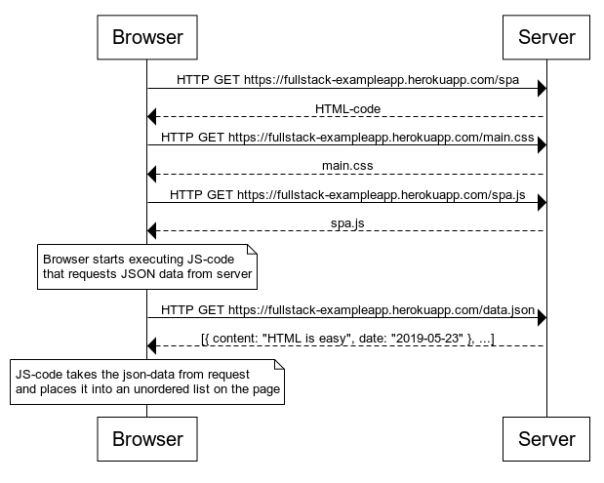 Browser
Server
HTTP GET https://fullstack-exampleapp.herokuapp.com/spa
HTML-code
HTTP GET https://fullstack-exampleapp.herokuapp.com/main.css
main.css
HTTP GET https://fullstack-exampleapp.herokuapp.com/spa.js
spa.js
Browser starts executing JS-code
that requests JSON data from server
HTTP GET https://fullstack-exampleapp.herokuapp.com/data.json
[{ content: "HTML is easy", date: "2019-05-23" }, ...]
JS-code takes the json-data from request
and places it into an unordered list on the page
Browser
Server